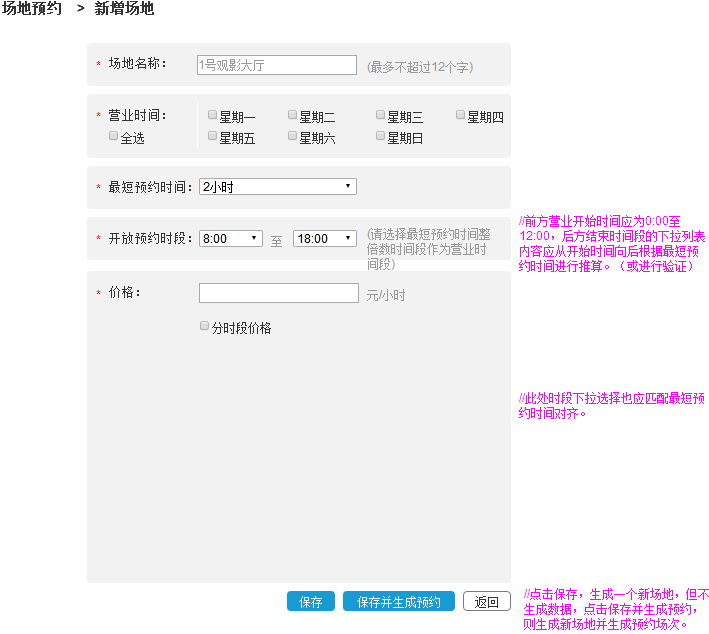 场地预约 > 新增场地
* 场地名称： 1号观影大厅 (最多不超过12个字)
* 营业时间： 星期一 星期二 星期三 星期四
全选 星期五 星期六 星期日
* 最短预约时间： 2小时
* 开放预约时段： 8:00 至 18:00 (请选择最短预约时间整
倍数时间段作为营业时
间段)
//前方营业开始时间应为0:00至
12:00，后方结束时间段的下拉列表
内容应从开始时间向后根据最短预
约时间进行推算。（或进行验证）
* 价格： 元/小时
分时段价格
//此处时段下拉选择也应匹配最短预
约时间对齐。
保存 保存并生成预约 返回
//点击保存，生成一个新场地，但不
生成数据，点击保存并生成预约，
则生成新场地并生成预约场次。